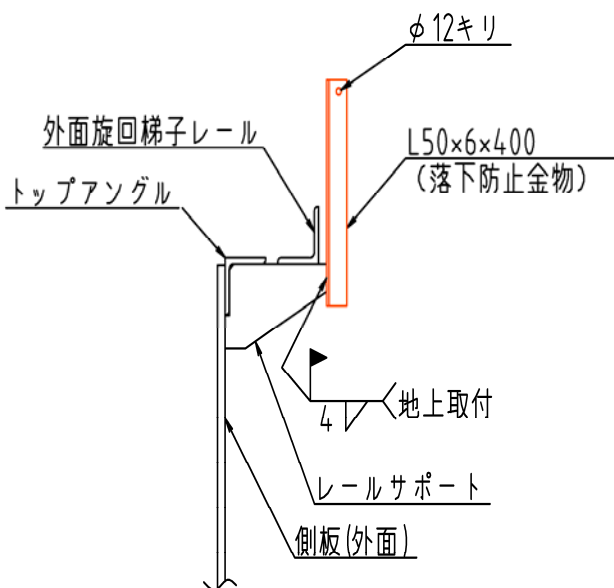 φ12キリ
外面旋回梯子レール
L50×6×400
(落下防止金物)
トップアングル
4
地上取付
レールサポート
側板(外面)